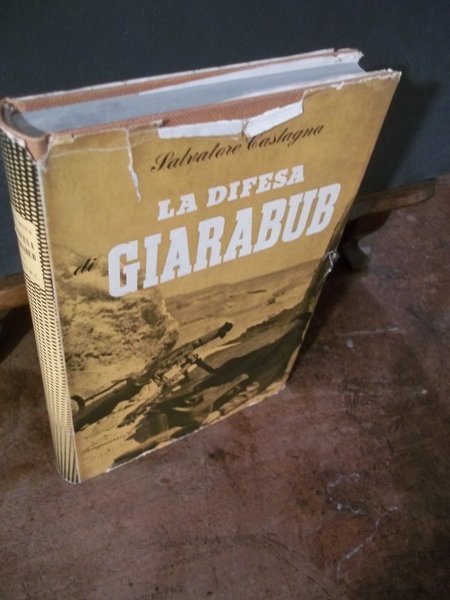 Salvatore Castagna
LA DIFESA
di GIARABUB